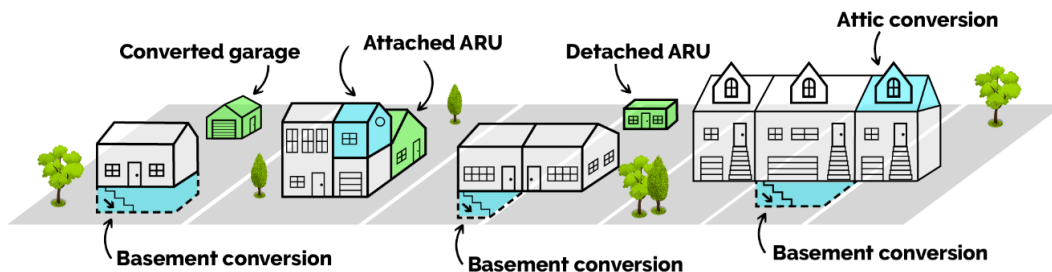 Attic conversion
Converted garage
Attached ARU
Detached ARU
Basement conversion
Basement conversion
Basement conversion